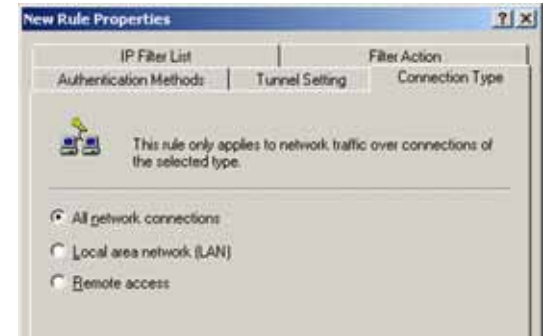 New Rule Properties
IP Filter List Filter Action
Authentication Methods Tunnel Setting Connection Type
This rule only applies to network traffic over connections of
the selected type.
All network connections
Local area network (LAN)
Remote access